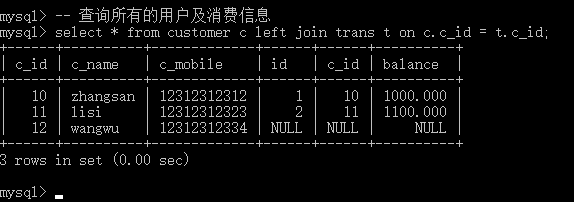 mysql> -- 查询所有的用户及消费信息
mysql> select * from customer c left join trans t on c.c_id = t.c_id;
+------+----------+-------------+------+------+----------+
| c_id | c_name | c_mobile | id | c_id | balance |
+------+----------+-------------+------+------+----------+
| 10 | zhangsan | 12312312312 | 1 | 10 | 1000.000 |
| 11 | lisi | 12312312323 | 2 | 11 | 1100.000 |
| 12 | wangwu | 12312312334 | NULL | NULL | NULL |
+------+----------+-------------+------+------+----------+
3 rows in set (0.00 sec)
mysql>